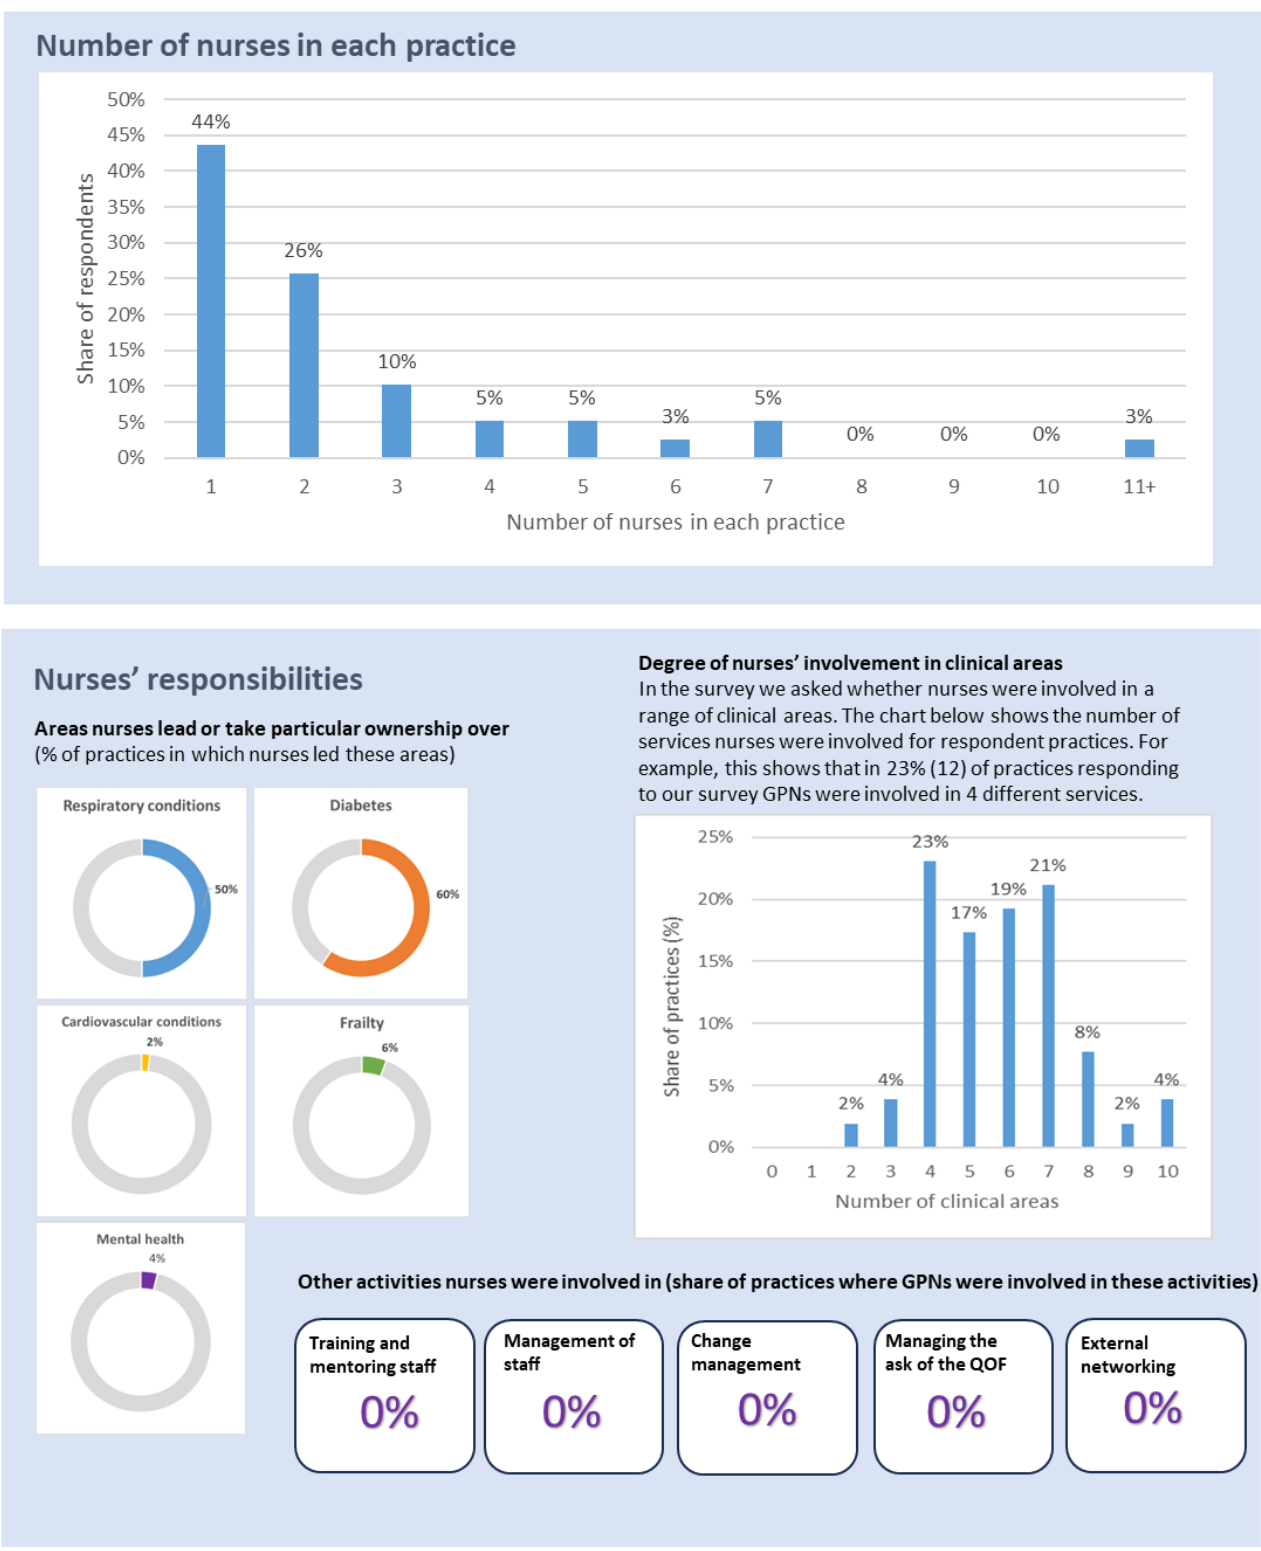 Number of nurses in each practice
50%
45%
40%
35%
30%
25%
20%
15%
10%
5%
0%
Share of respondents
44%
26%
10%
5%
5%
3%
5%
0%
0%
0%
3%
1 2 3 4 5 6 7 8 9 10 11+
Number of nurses in each practice
Nurses' responsibilities
Areas nurses lead or take particular ownership over
(% of practices in which nurses led these areas)
Respiratory conditions
50%
Diabetes
60%
Cardiovascular conditions
2%
Frailty
6%
Mental health
4%
Degree of nurses' involvement in clinical areas
In the survey we asked whether nurses were involved in a
range of clinical areas. The chart below shows the number of
services nurses were involved for respondent practices. For
example, this shows that in 23% (12) of practices responding
to our survey GPNs were involved in 4 different services.
25%
20%
15%
10%
5%
0%
Share of practices (%)
2%
4%
23%
17%
19%
21%
8%
2%
4%
0 1 2 3 4 5 6 7 8 9 10
Number of clinical areas
Other activities nurses were involved in (share of practices where GPNs were involved in these activities)
Training and
mentoring staff
0%
Management of
staff
0%
Change
management
0%
Managing the
ask of the QOF
0%
External
networking
0%